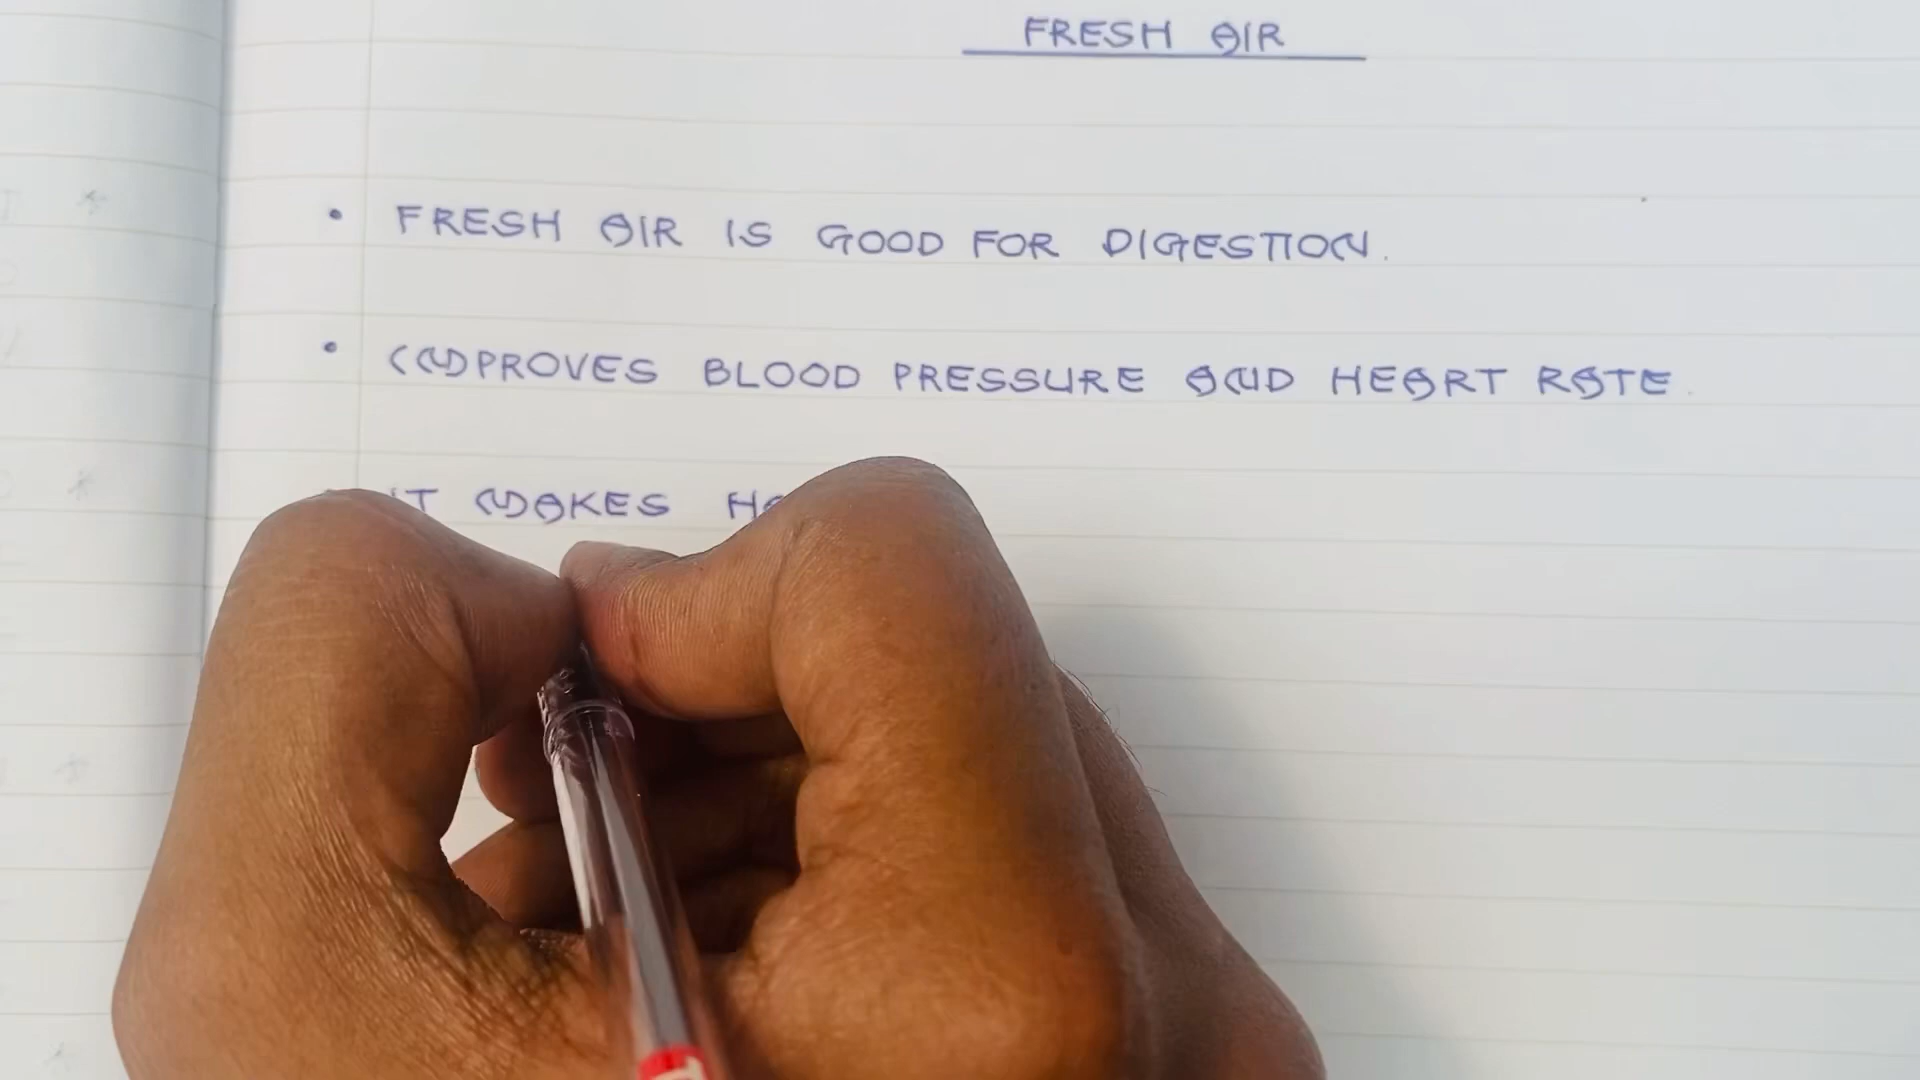 FRESH AIR
• FRESH AIR IS GOOD FOR DIGESTION.
• IMPROVES BLOOD PRESSURE AND HEART RATE.
IT MAKES